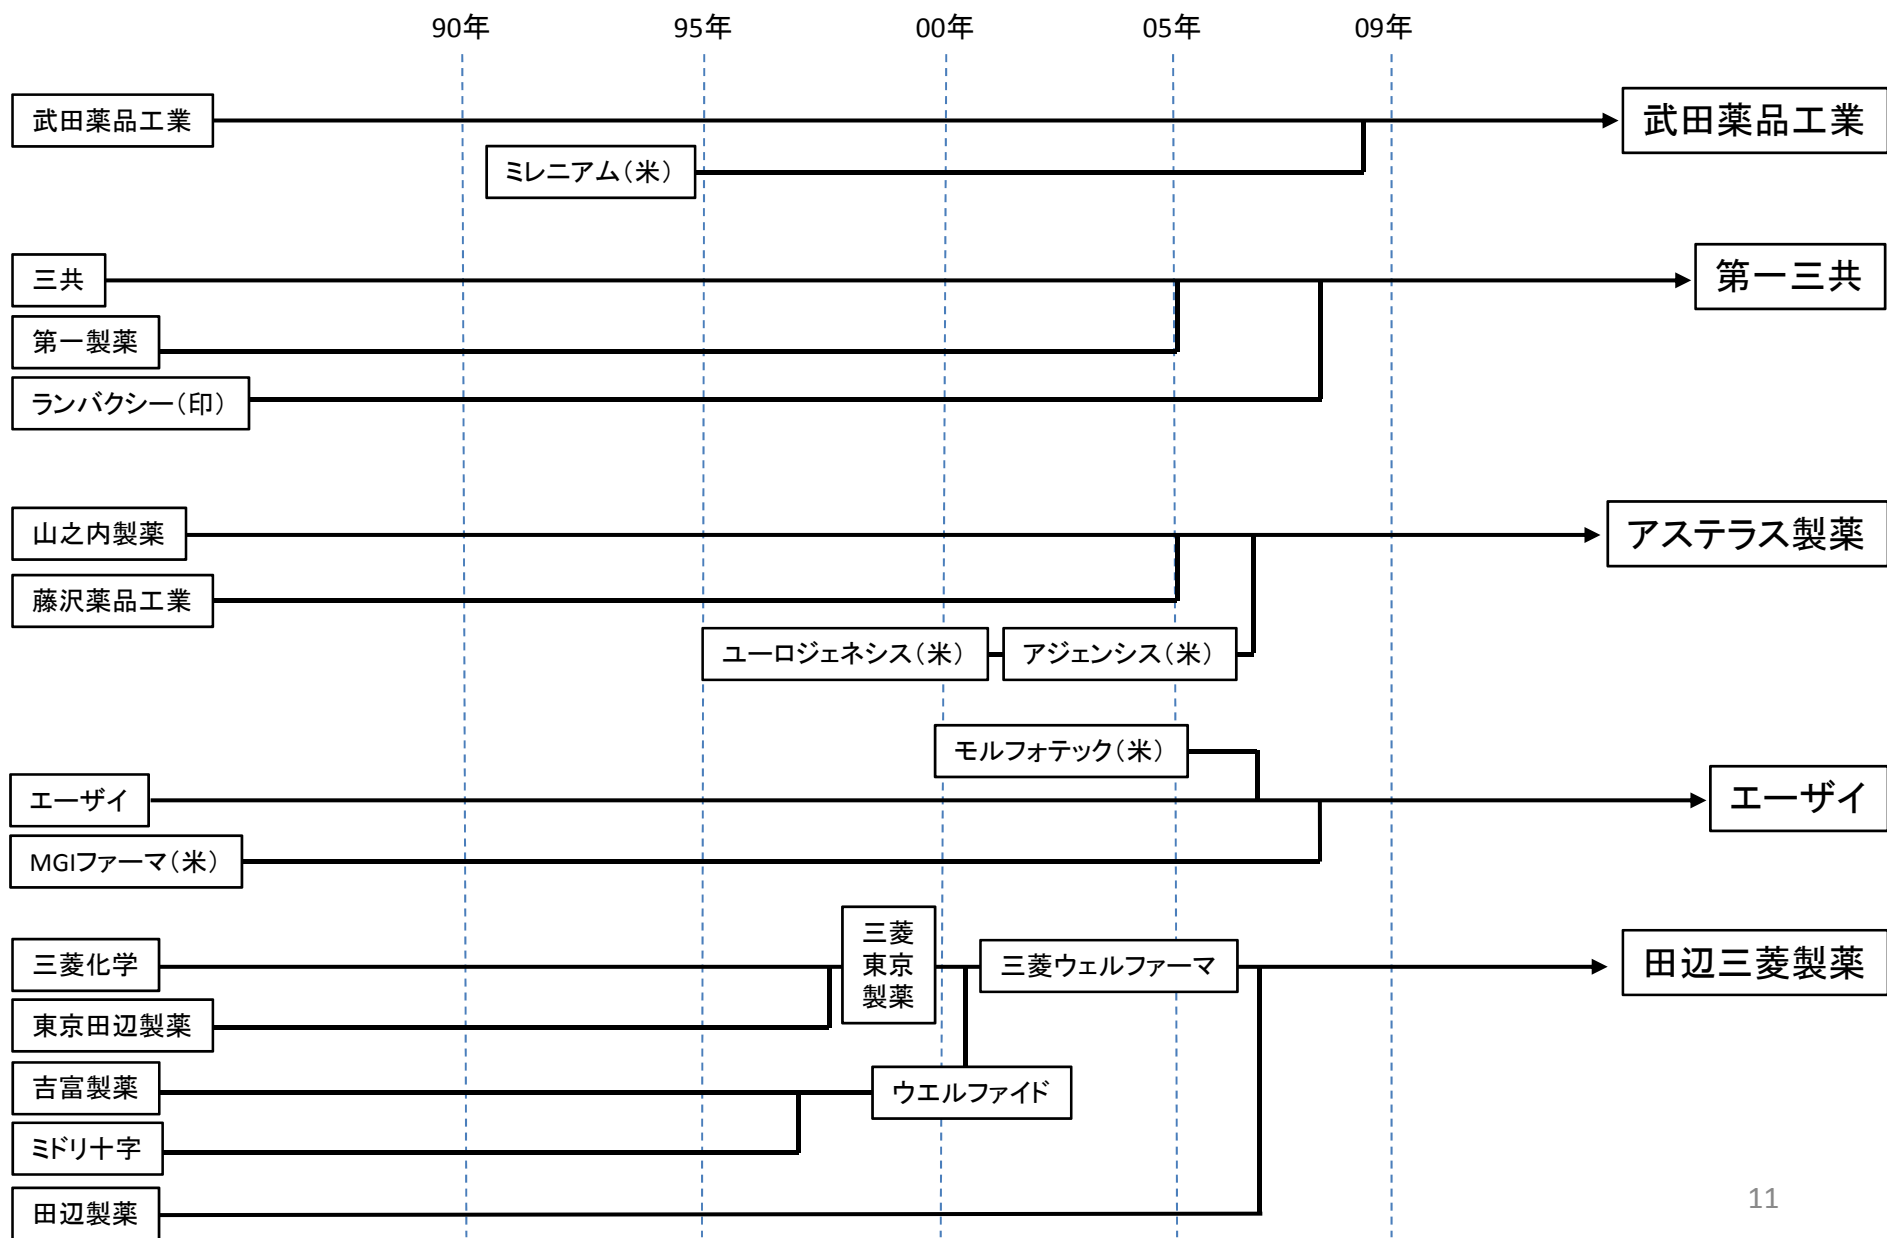 90年 95年 00年 05年 09年
武田薬品工業
武田薬品工業
ミレニアム（米）
三共
第一三共
第一製薬
ランバクシー（印）
山之内製薬
アステラス製薬
藤沢薬品工業
ユーロジェネシス（米）
アジェンシス（米）
モルフォテック（米）
エーザイ
エーザイ
MGIファーマ（米）
三菱化学
三菱
東京
製薬
三菱ウェルファーマ
田辺三菱製薬
東京田辺製薬
吉富製薬
ウエルファイド
ミドリ十字
田辺製薬
11